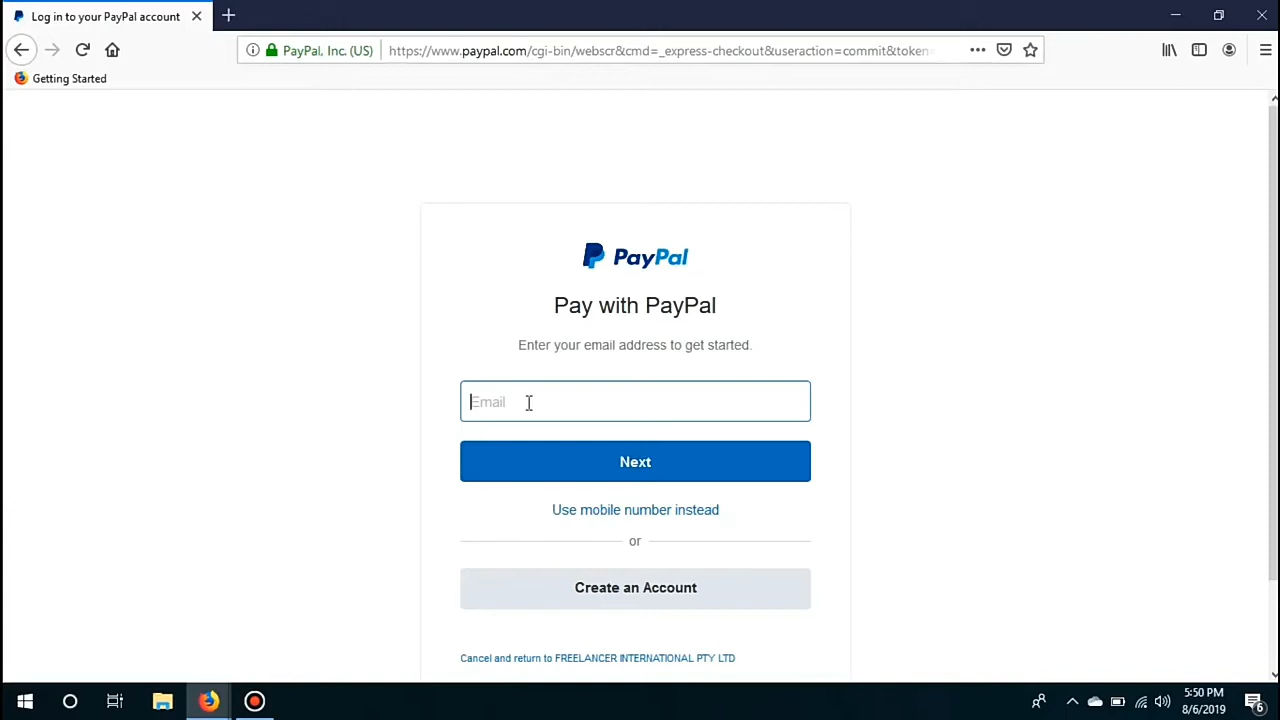 Log in to your PayPal account
PayPal, Inc. (US) https://www.paypal.com/cgi-bin/webscr&cmd=_express-checkout&useraction=commit&token
Getting Started
PayPal
Pay with PayPal
Enter your email address to get started.
Email
Next
Use mobile number instead
or
Create an Account
Cancel and return to FREELANCER INTERNATIONAL PTY LTD
5:50 PM
8/6/2019
6